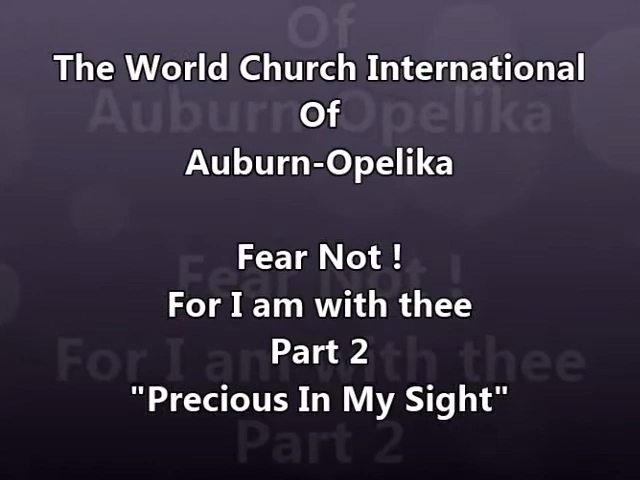 The World Church International
Of
Auburn-Opelika
Fear Not !
For I am with thee
Part 2
"Precious In My Sight"